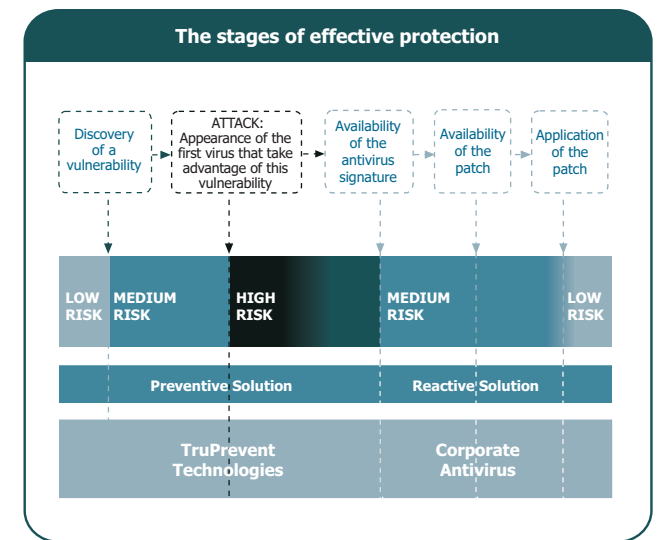 The stages of effective protection
Discovery
of a
vulnerability
ATTACK:
Appearance of the
first virus that take
advantage of this
vulnerability
Availability
of the
antivirus
signature
Availability
of the
patch
Application
of the
patch
LOW
RISK
MEDIUM
RISK
HIGH
RISK
MEDIUM
RISK
LOW
RISK
Preventive Solution
Reactive Solution
TruPrevent
Technologies
Corporate
Antivirus